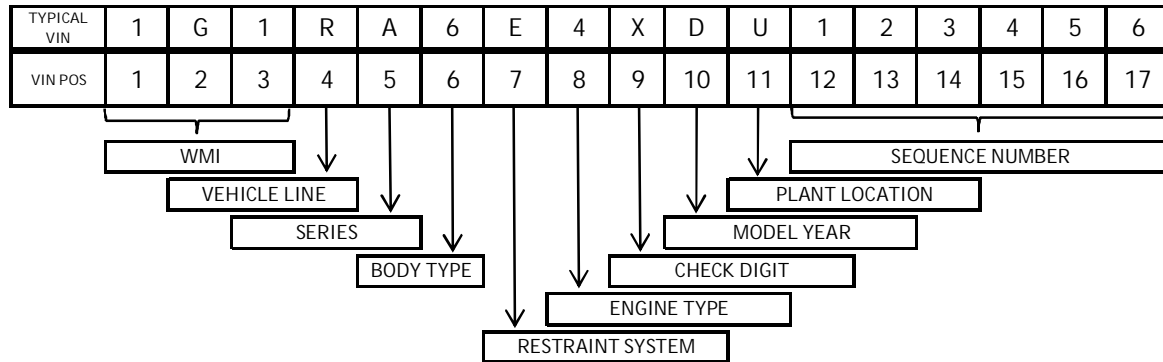 TYPICAL VIN 1 G 1 R A 6 E 4 X D U 1 2 3 4 5 6
VIN POS 1 2 3 4 5 6 7 8 9 10 11 12 13 14 15 16 17
WMI SEQUENCE NUMBER
VEHICLE LINE PLANT LOCATION
SERIES MODEL YEAR
BODY TYPE CHECK DIGIT
ENGINE TYPE
RESTRAINT SYSTEM